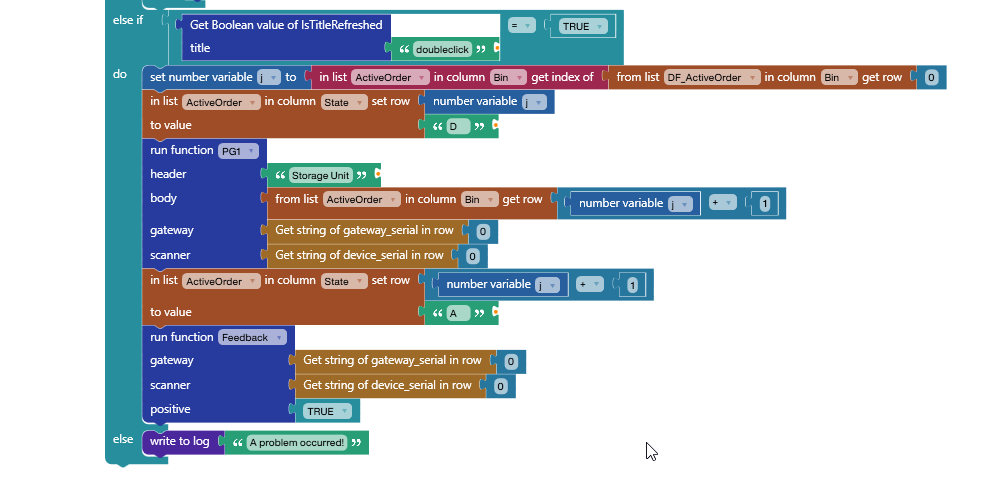 else if Get Boolean value of IsTitleRefreshed = TRUE
title “ doubleclick ”
do set number variable j to in list ActiveOrder in column Bin get index of from list DF_ActiveOrder in column Bin get row 0
in list ActiveOrder in column State set row number variable j
to value “ D ”
run function PG1
header “ Storage Unit ”
body from list ActiveOrder in column Bin get row number variable j + 1
gateway Get string of gateway_serial in row 0
scanner Get string of device_serial in row 0
in list ActiveOrder in column State set row number variable j + 1
to value “ A ”
run function Feedback
gateway Get string of gateway_serial in row 0
scanner Get string of device_serial in row 0
positive TRUE
else write to log “ A problem occurred! ”